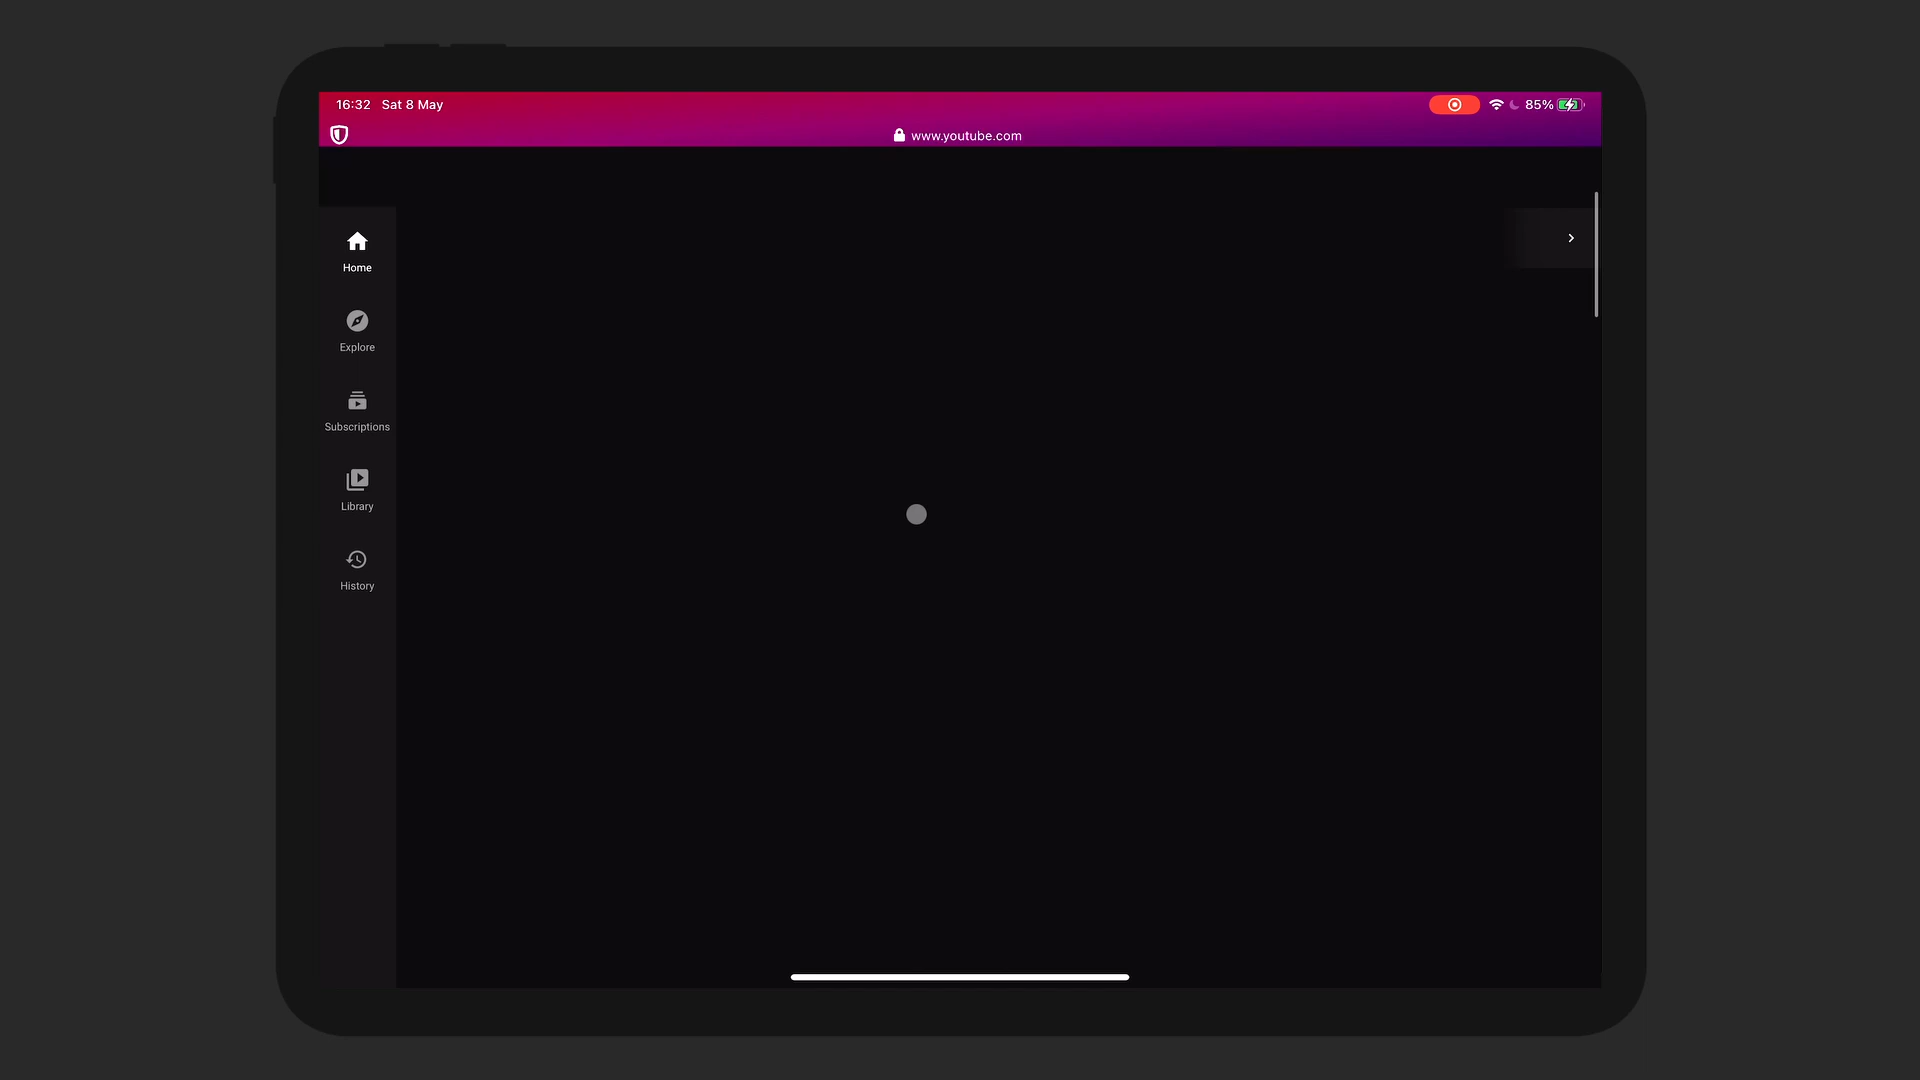 16:32 Sat 8 May
85%
www.youtube.com
Home
Explore
Subscriptions
Library
History